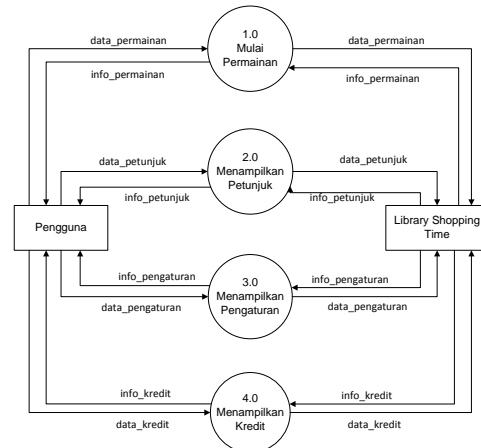 1.0
Mulai
Permainan
data_permainan
data_permainan
info_permainan
info_permainan
2.0
Menampilkan
Petunjuk
data_petunjuk
data_petunjuk
info_petunjuk
info_petunjuk
Pengguna
Library Shopping
Time
3.0
Menampilkan
Pengaturan
info_pengaturan
info_pengaturan
data_pengaturan
data_pengaturan
4.0
Menampilkan
Kredit
info_kredit
info_kredit
data_kredit
data_kredit